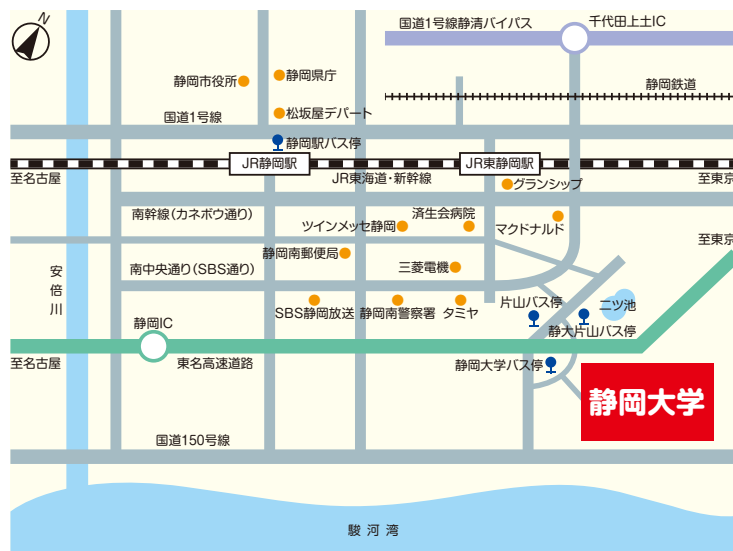 N
国道1号線静清バイパス
千代田上土IC
静岡市役所
静岡県庁
静岡鉄道
国道1号線
松坂屋デパート
静岡駅バス停
JR静岡駅
JR東静岡駅
至名古屋
JR東海道・新幹線
至東京
グランシップ
南幹線（カネボウ通り）
済生会病院
ツインメッセ静岡
マクドナルド
至東京
静岡南郵便局
南中央通り（SBS通り）
三菱電機
安倍川
SBS静岡放送
静岡南警察署
タミヤ
片山バス停
二ツ池
静岡IC
静大片山バス停
至名古屋
東名高速道路
静岡大学バス停
静岡大学
国道150号線
駿河湾